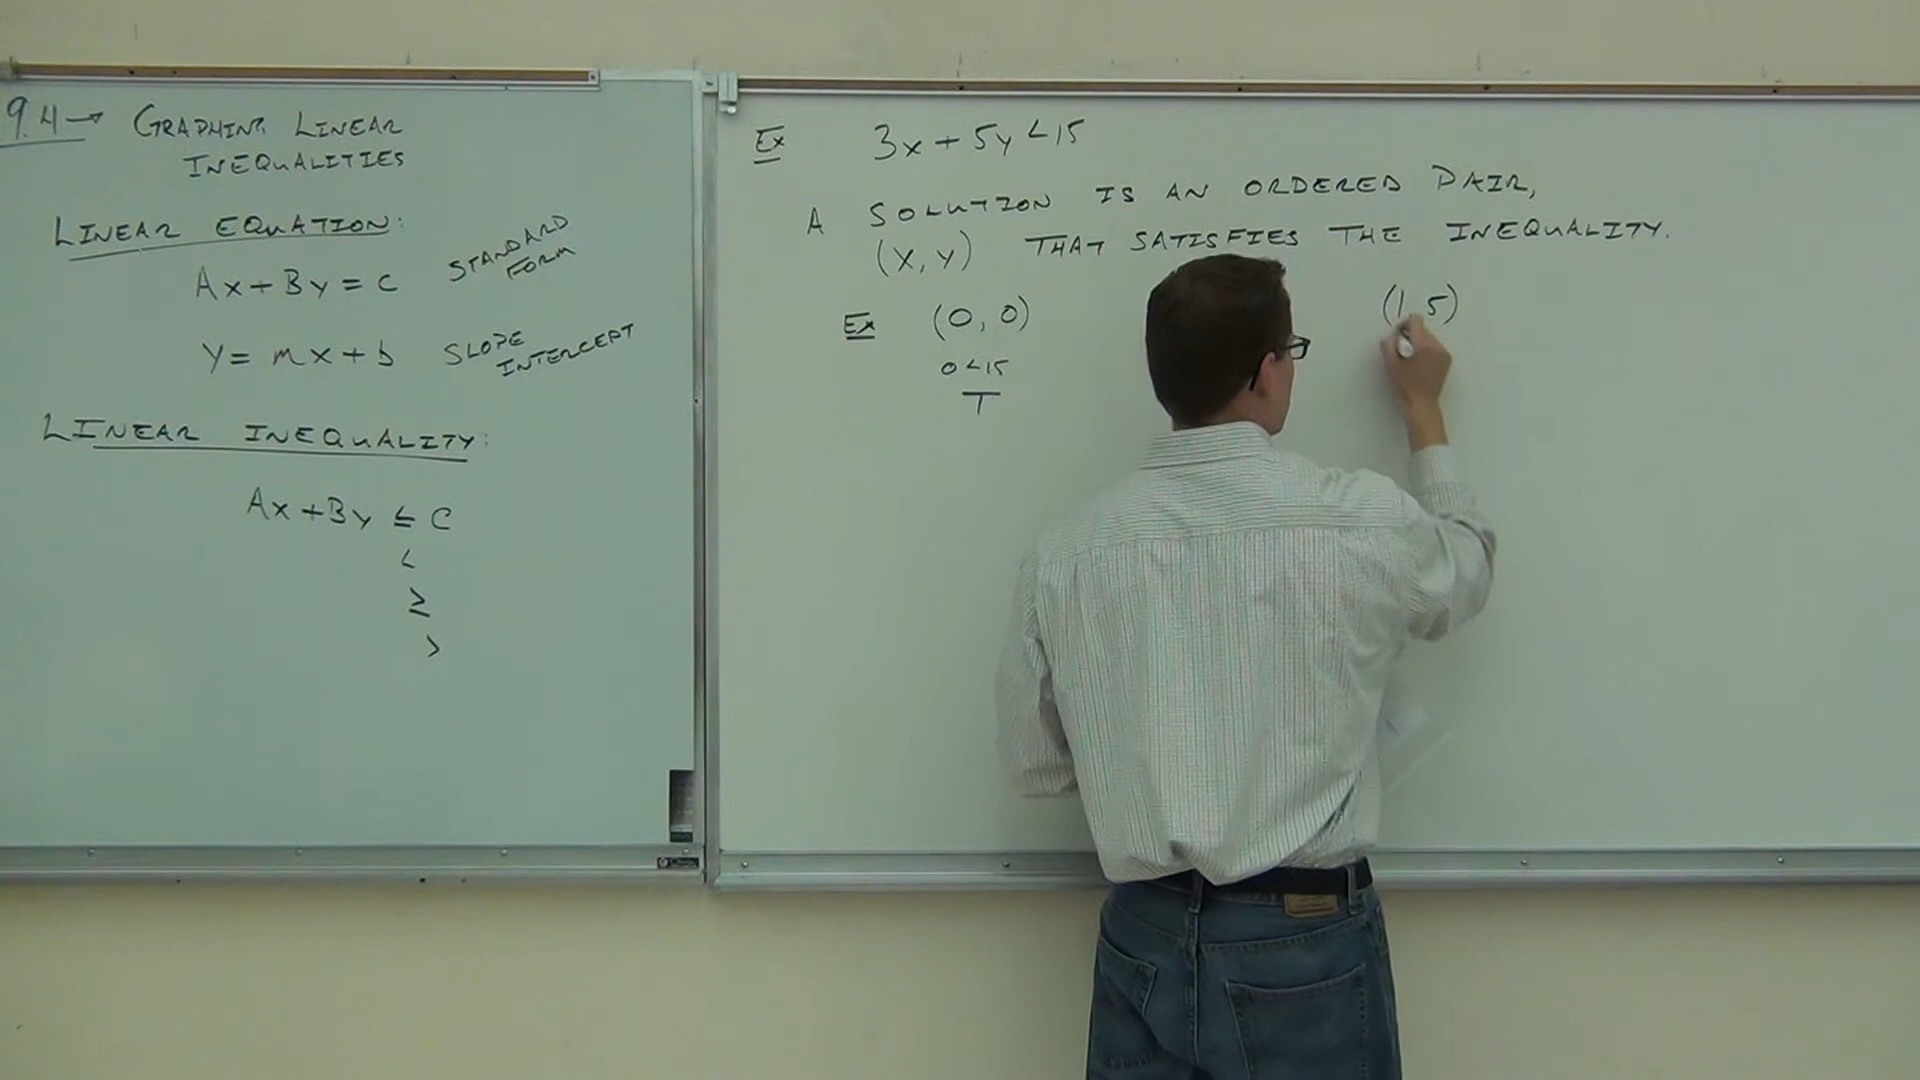 9.4→ GRAPHING LINEAR
INEQUALITIES
LINEAR EQUATION:
Ax+By=C STANDARD
FORM
Y=mx+b SLOPE
INTERCEPT
LINEAR INEQUALITY:
Ax+By≤C
<
≥
>
Ex 3x+5y<15
A SOLUTION IS AN ORDERED PAIR,
(X,Y) THAT SATISFIES THE INEQUALITY.
Ex (0,0) (1 5)
0<15
T